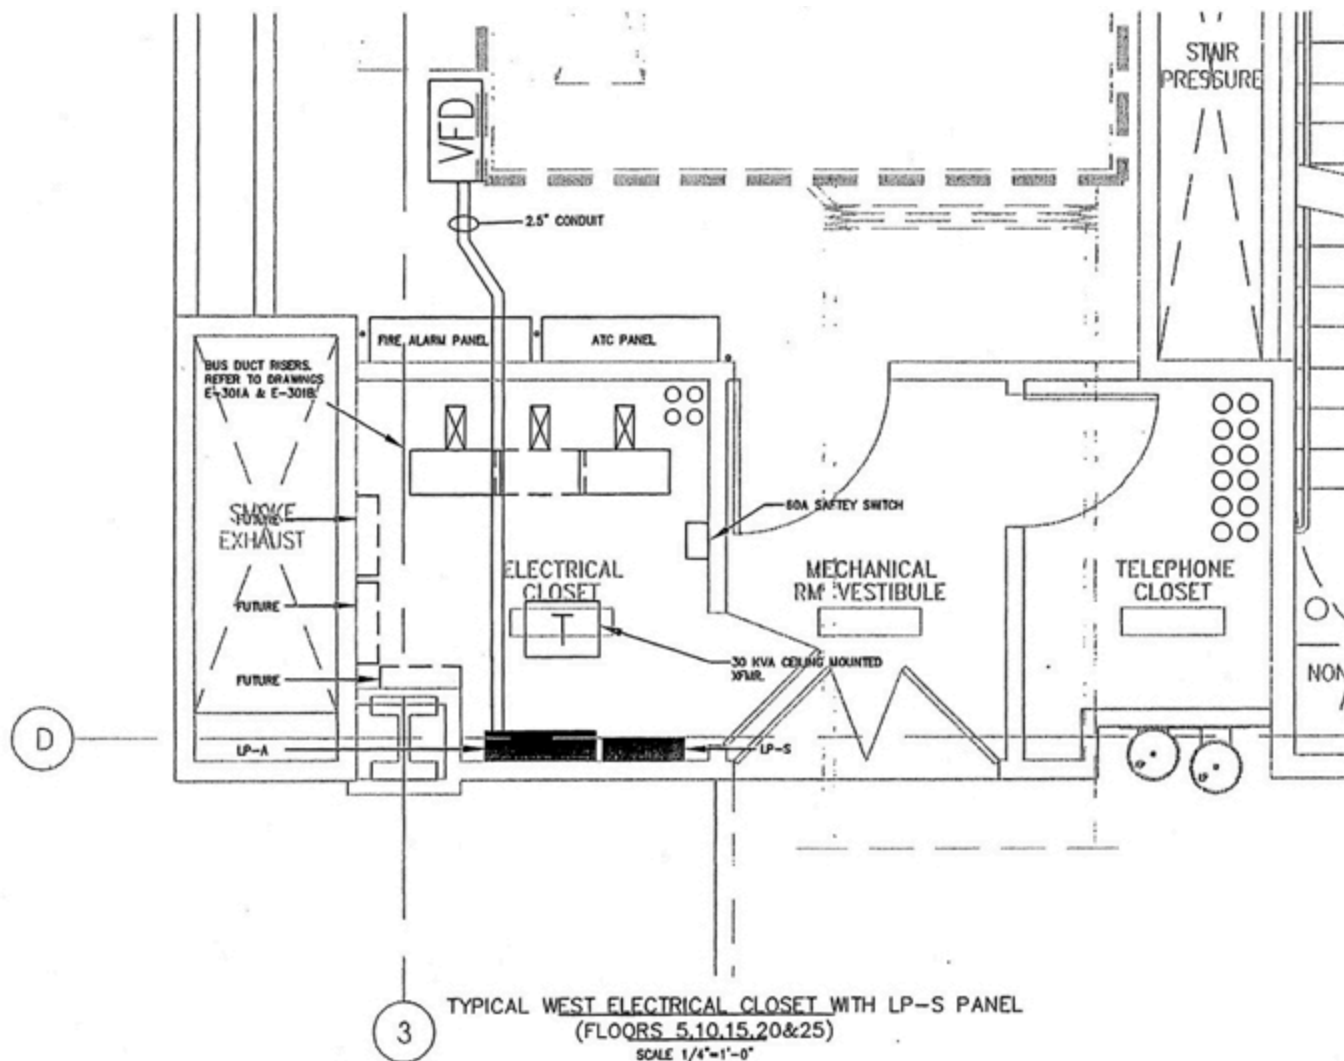 STAIR
PRESSURE
VFD
2.5" CONDUIT
FIRE ALARM PANEL
ATC PANEL
BUS DUCT RISERS.
REFER TO DRAWINGS
E-301A & E-301B.
60A SAFTEY SWITCH
SMOKE
FUTURE
EXHAUST
ELECTRICAL
CLOSET
MECHANICAL
RM VESTIBULE
TELEPHONE
CLOSET
FUTURE
T
30 KVA CEILING MOUNTED
XFMR.
FUTURE
NON
D
LP-A
LP-S
3
TYPICAL WEST ELECTRICAL CLOSET WITH LP-S PANEL
(FLOORS 5,10,15,20&25)
SCALE 1/4"=1'-0"